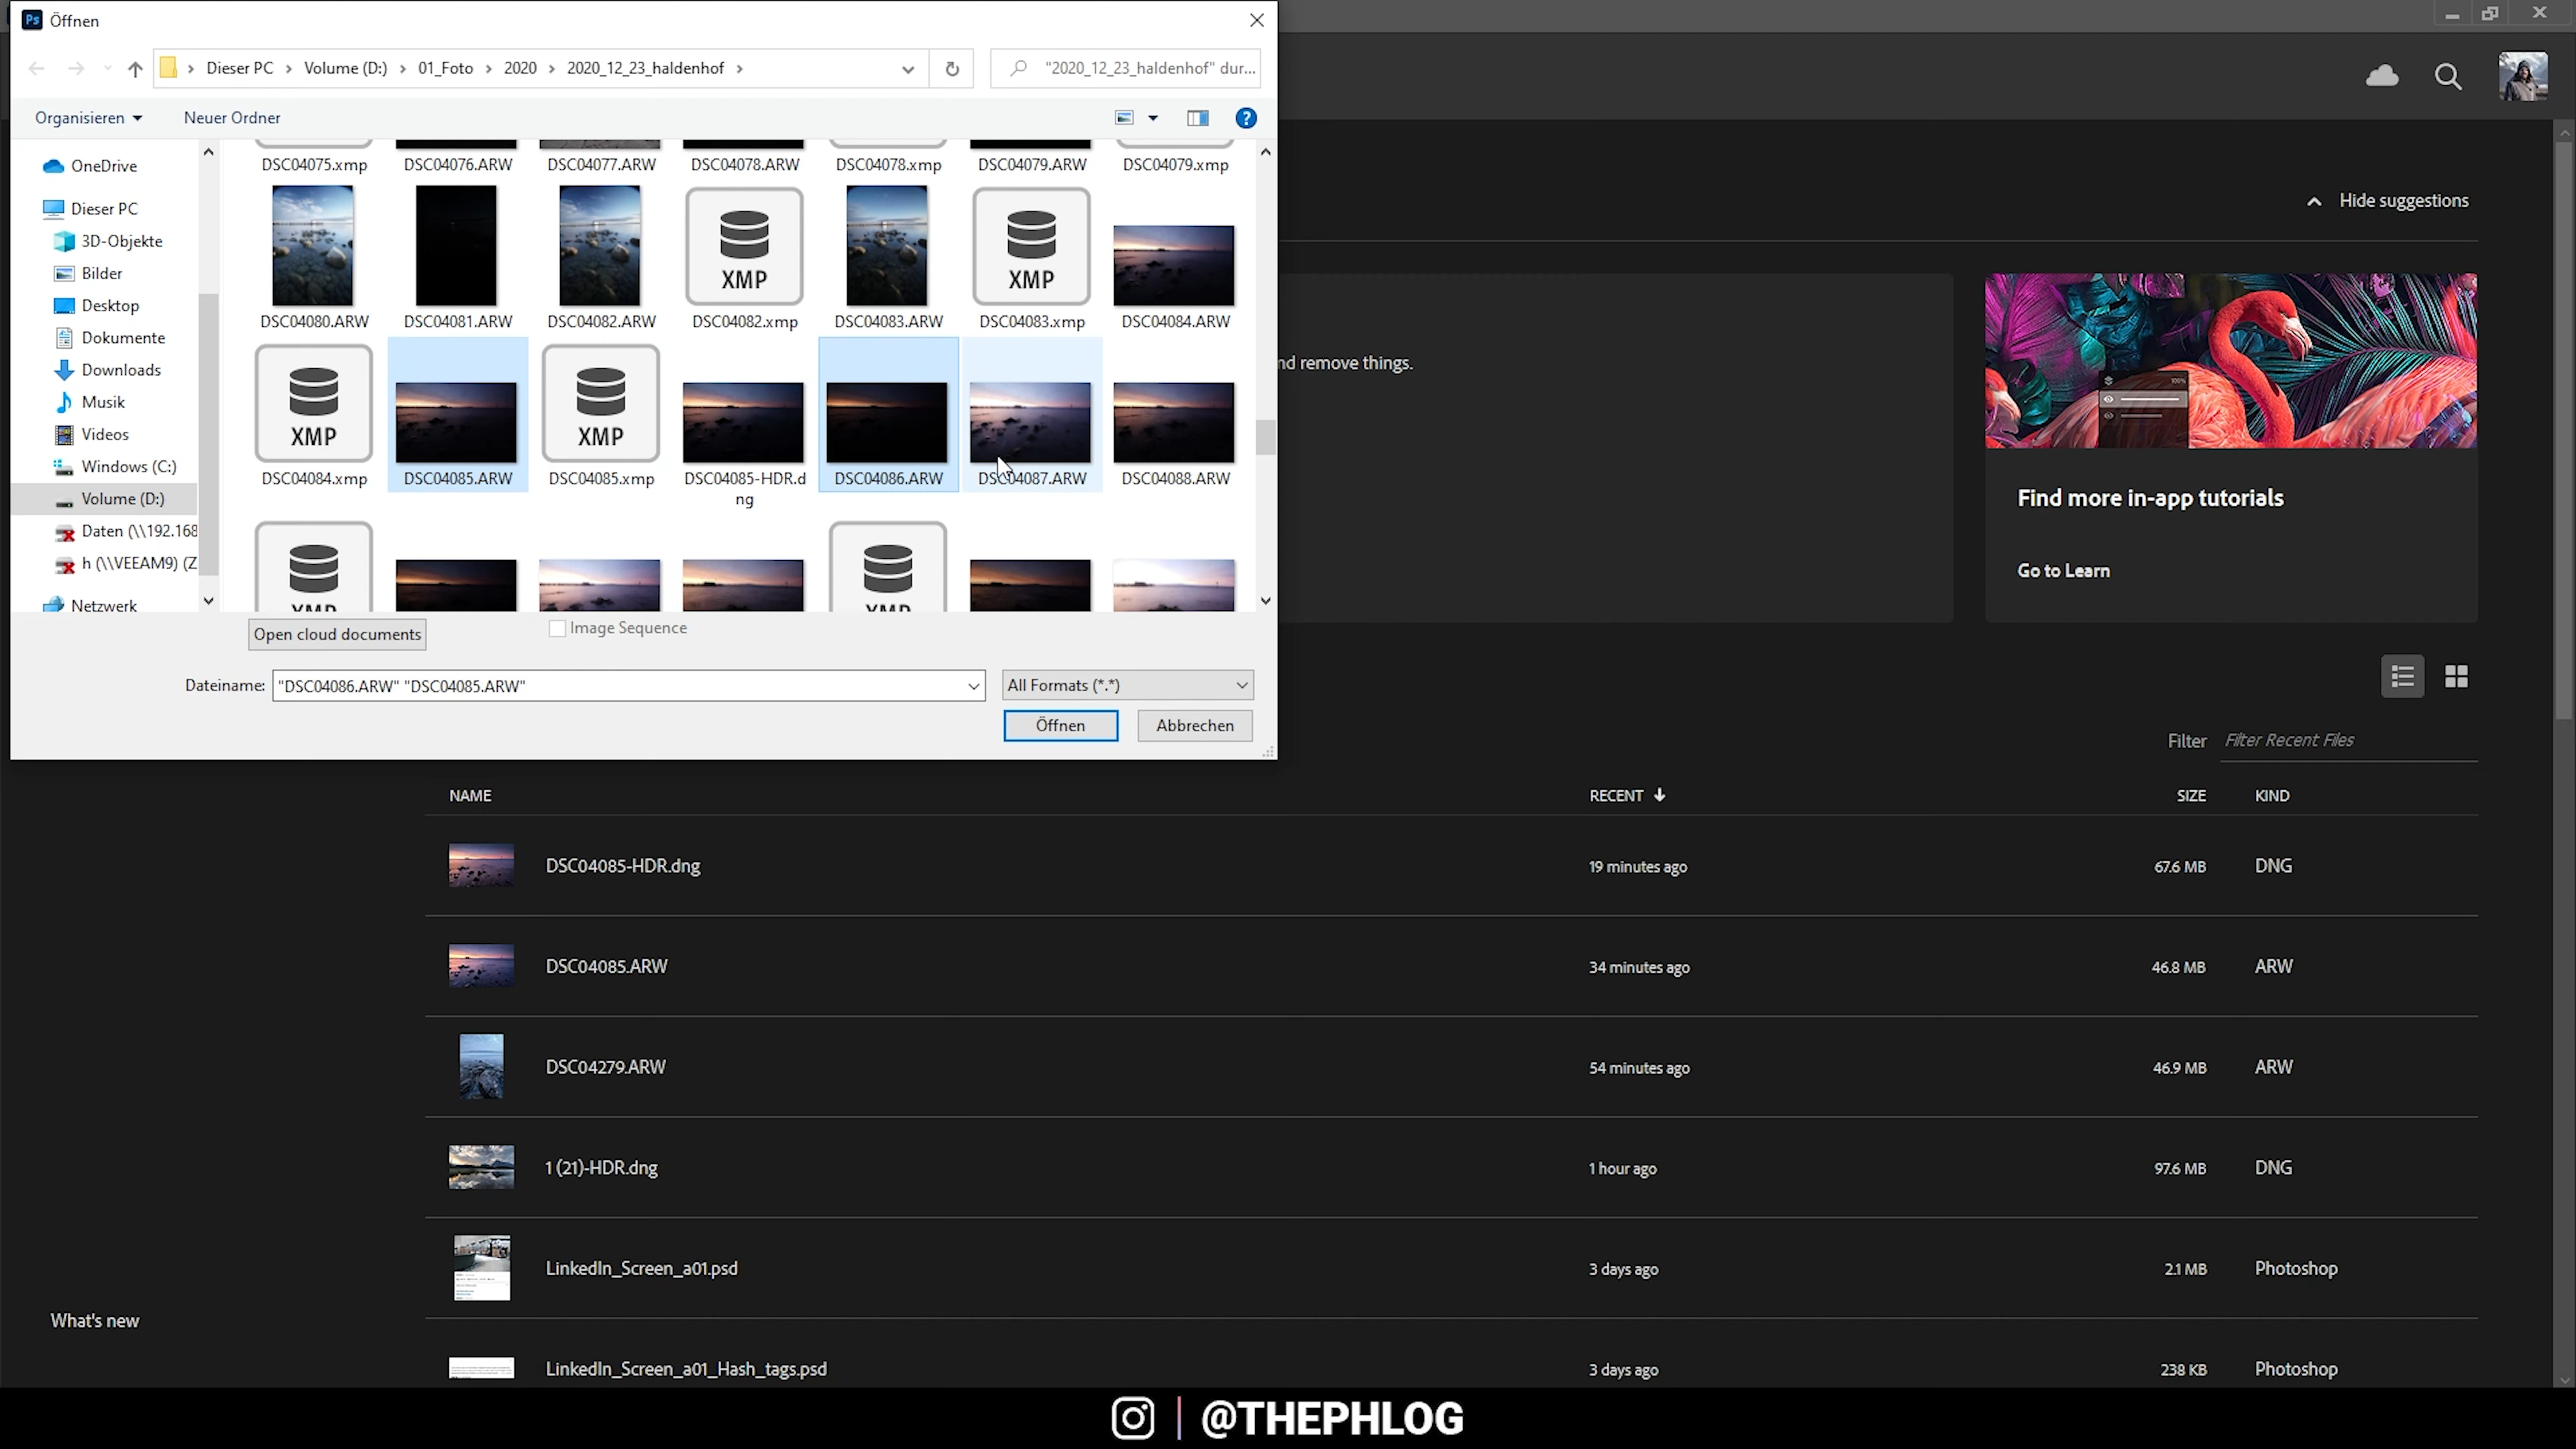 Ps Öffnen
Dieser PC › Volume (D:) › 01_Foto › 2020 › 2020_12_23_haldenhof ›
"2020_12_23_haldenhof" dur...
Organisieren
Neuer Ordner
?
OneDrive
Dieser PC
3D-Objekte
Bilder
Desktop
Dokumente
Downloads
Musik
Videos
Windows (C:)
Volume (D:)
Daten (\\192.168
h (\\VEEAM9) (Z
Netzwerk
DSC04075.xmp DSC04076.ARW DSC04077.ARW DSC04078.ARW DSC04078.xmp DSC04079.ARW DSC04079.xmp
XMP XMP
DSC04080.ARW DSC04081.ARW DSC04082.ARW DSC04082.xmp DSC04083.ARW DSC04083.xmp DSC04084.ARW
XMP XMP
DSC04084.xmp DSC04085.ARW DSC04085.xmp DSC04085-HDR.d DSC04086.ARW DSC04087.ARW DSC04088.ARW
ng
XMP XMP
Open cloud documents
Image Sequence
Dateiname: "DSC04086.ARW" "DSC04085.ARW"
All Formats (*.*)
Öffnen
Abbrechen
Hide suggestions
nd remove things.
100%
Find more in-app tutorials
Go to Learn
Filter Filter Recent Files
NAME RECENT SIZE KIND
DSC04085-HDR.dng 19 minutes ago 67.6 MB DNG
DSC04085.ARW 34 minutes ago 46.8 MB ARW
DSC04279.ARW 54 minutes ago 46.9 MB ARW
1 (21)-HDR.dng 1 hour ago 97.6 MB DNG
LinkedIn_Screen_a01.psd 3 days ago 2.1 MB Photoshop
What's new
LinkedIn_Screen_a01_Hash_tags.psd 3 days ago 238 KB Photoshop
@THEPHLOG